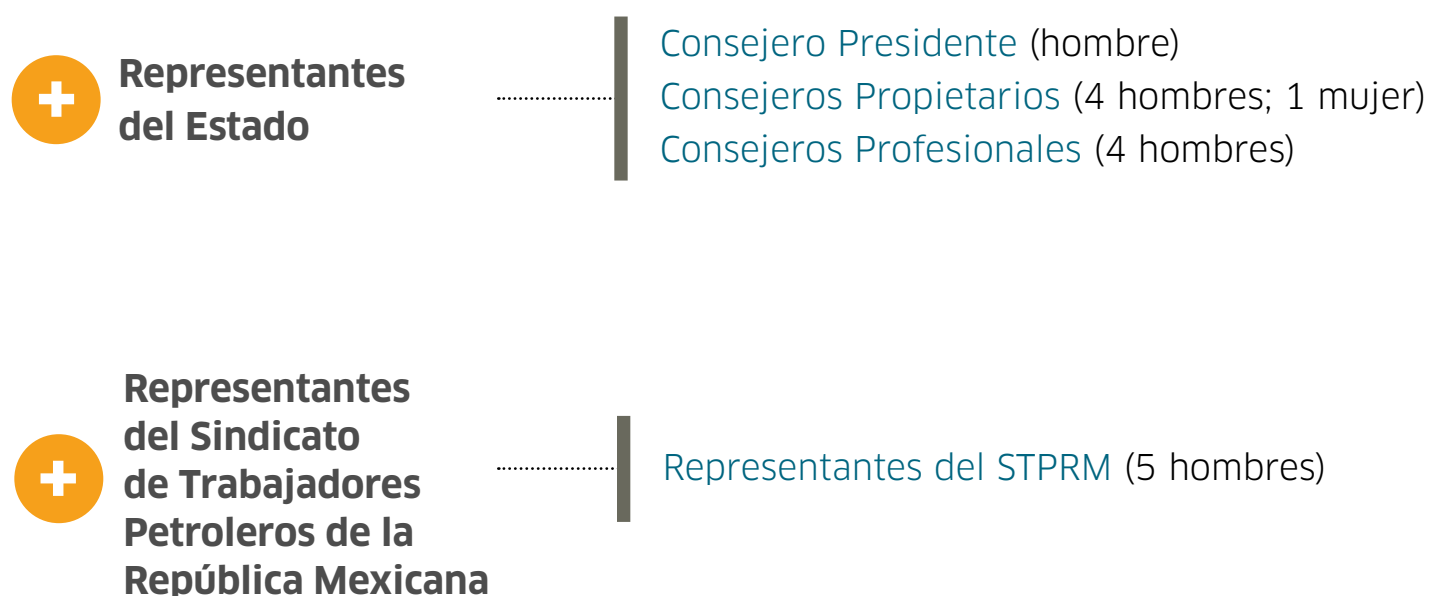 Representantes
del Estado
Consejero Presidente (hombre)
Consejeros Propietarios (4 hombres; 1 mujer)
Consejeros Profesionales (4 hombres)
Representantes
del Sindicato
de Trabajadores
Petroleros de la
República Mexicana
Representantes del STPRM (5 hombres)